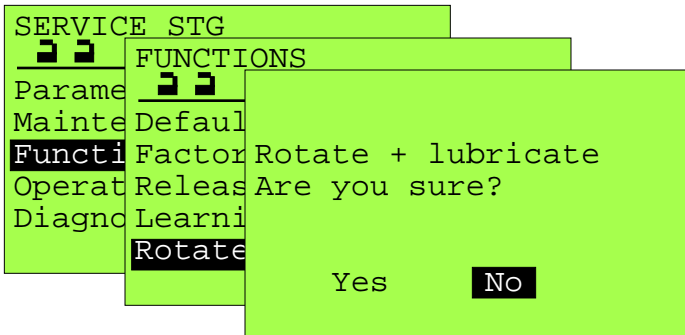 SERVICE STG
Parame
Mainte
Functi
Operat
Diagno
FUNCTIONS
Defaul
Factor
Releas
Learni
Rotate
Rotate + lubricate
Are you sure?
Yes No